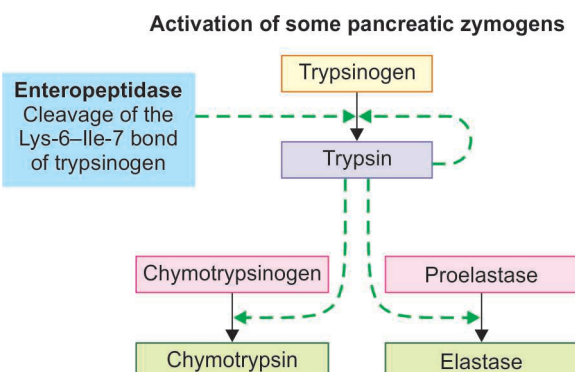 Activation of some pancreatic zymogens
Trypsinogen
Enteropeptidase
Cleavage of the
Lys-6–Ile-7 bond
of trypsinogen
Trypsin
Chymotrypsinogen
Proelastase
Chymotrypsin
Elastase